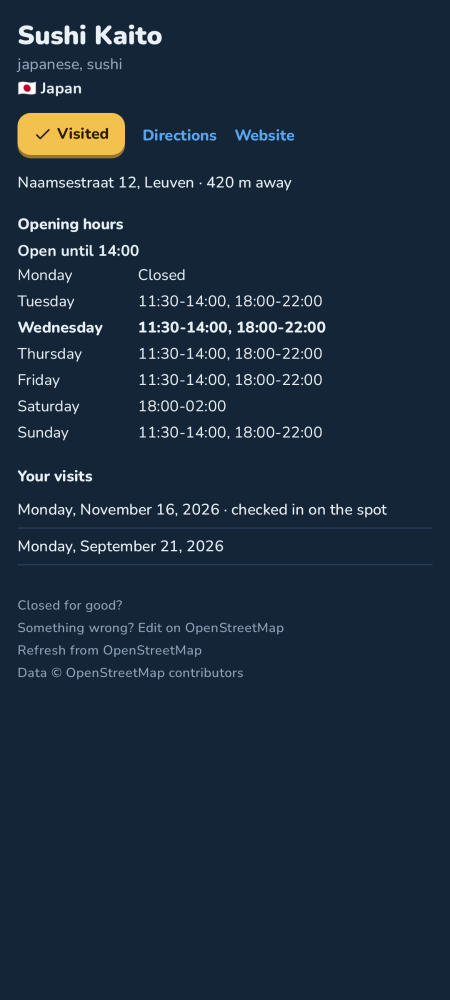 Sushi Kaito
japanese, sushi
🇯🇵 Japan
✓ Visited Directions Website
Naamsestraat 12, Leuven · 420 m away
Opening hours
Open until 14:00
Monday Closed
Tuesday 11:30-14:00, 18:00-22:00
Wednesday 11:30-14:00, 18:00-22:00
Thursday 11:30-14:00, 18:00-22:00
Friday 11:30-14:00, 18:00-22:00
Saturday 18:00-02:00
Sunday 11:30-14:00, 18:00-22:00
Your visits
Monday, November 16, 2026 · checked in on the spot
Monday, September 21, 2026
Closed for good?
Something wrong? Edit on OpenStreetMap
Refresh from OpenStreetMap
Data © OpenStreetMap contributors